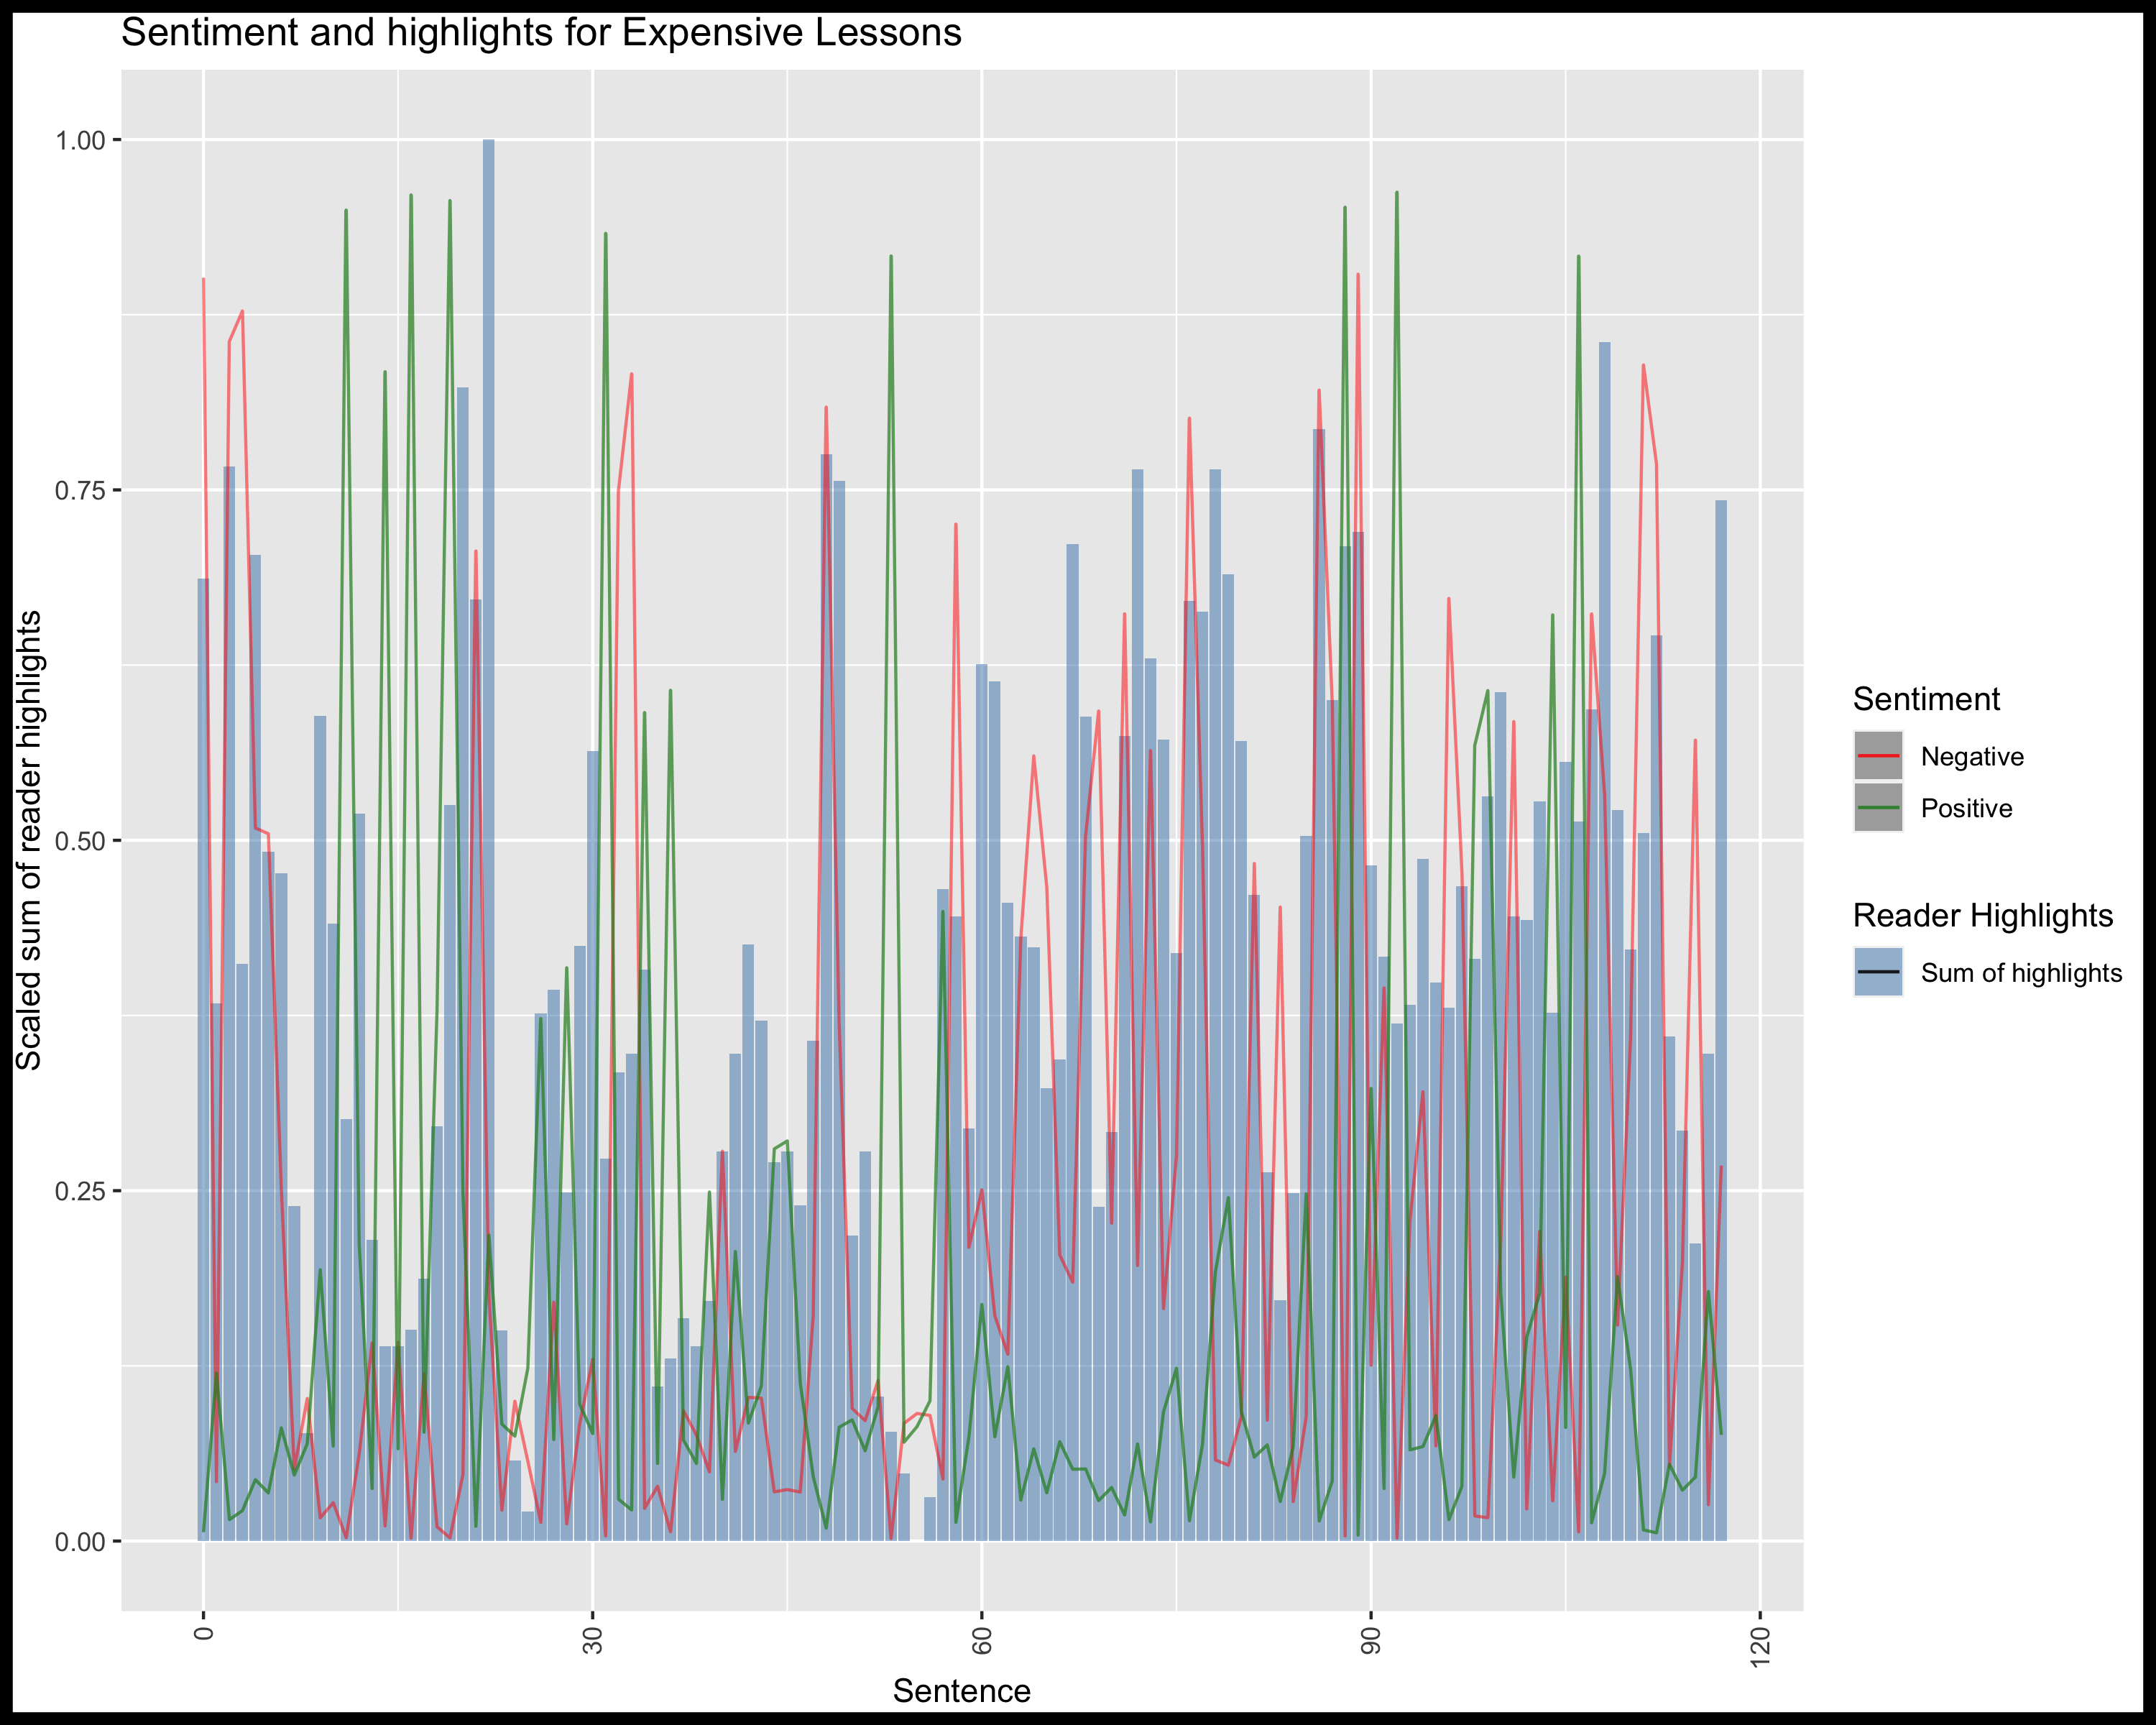 Sentiment and highlights for Expensive Lessons
Scaled sum of reader highlights
1.00
0.75
0.50
0.25
0.00
0
30
60
90
120
Sentence
Sentiment
Negative
Positive
Reader Highlights
Sum of highlights